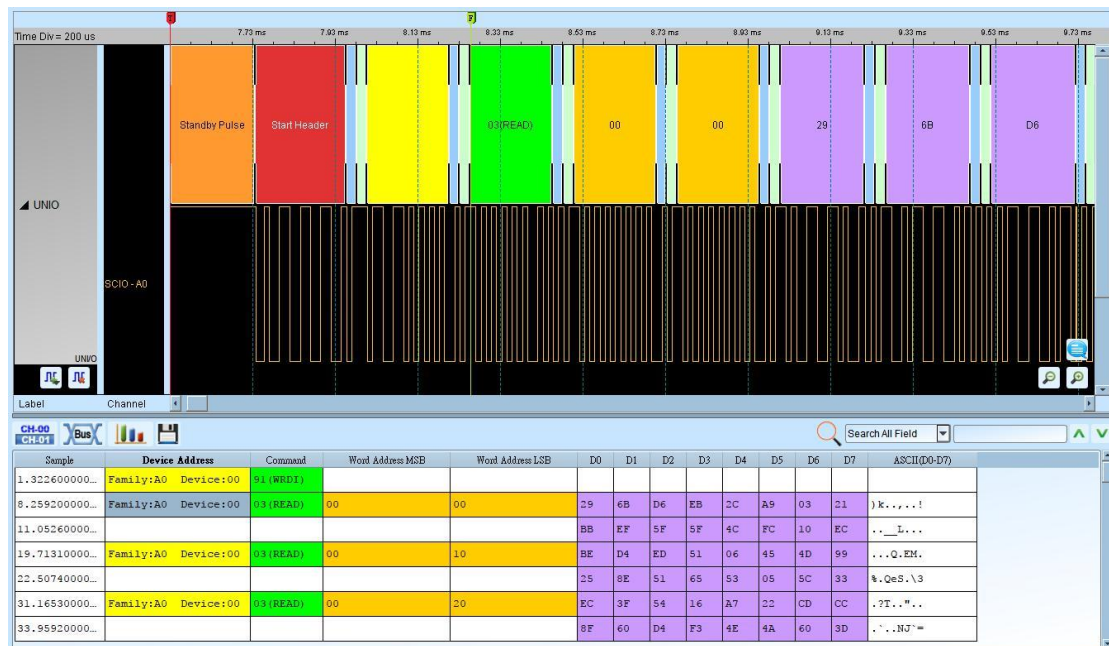 T F
Time Div = 200 us 7.73 ms 7.93 ms 8.13 ms 8.33 ms 8.53 ms 8.73 ms 8.93 ms 9.13 ms 9.33 ms 9.53 ms 9.73 ms
Standby Pulse Start Header 03(READ) 00 00 29 6B D6
UNIO
SCIO - A0
UNI/O
Label Channel
CH-00 CH-01 Bus Search All Field
Sample Device Address Command Word Address MSB Word Address LSB D0 D1 D2 D3 D4 D5 D6 D7 ASCII(D0-D7)
1.322600000... Family:A0 Device:00 91(WRDI)
8.259200000... Family:A0 Device:00 03(READ) 00 00 29 6B D6 EB 2C A9 03 21 )k..,..!
11.05260000... BB EF 5F 5F 4C FC 10 EC ..__L...
19.71310000... Family:A0 Device:00 03(READ) 00 10 BE D4 ED 51 06 45 4D 99 ...Q.EM.
22.50740000... 25 8E 51 65 53 05 5C 33 %.QeS.\3
31.16530000... Family:A0 Device:00 03(READ) 00 20 EC 3F 54 16 A7 22 CD CC .?T.."..
33.95920000... 8F 60 D4 F3 4E 4A 60 3D .`..NJ`=